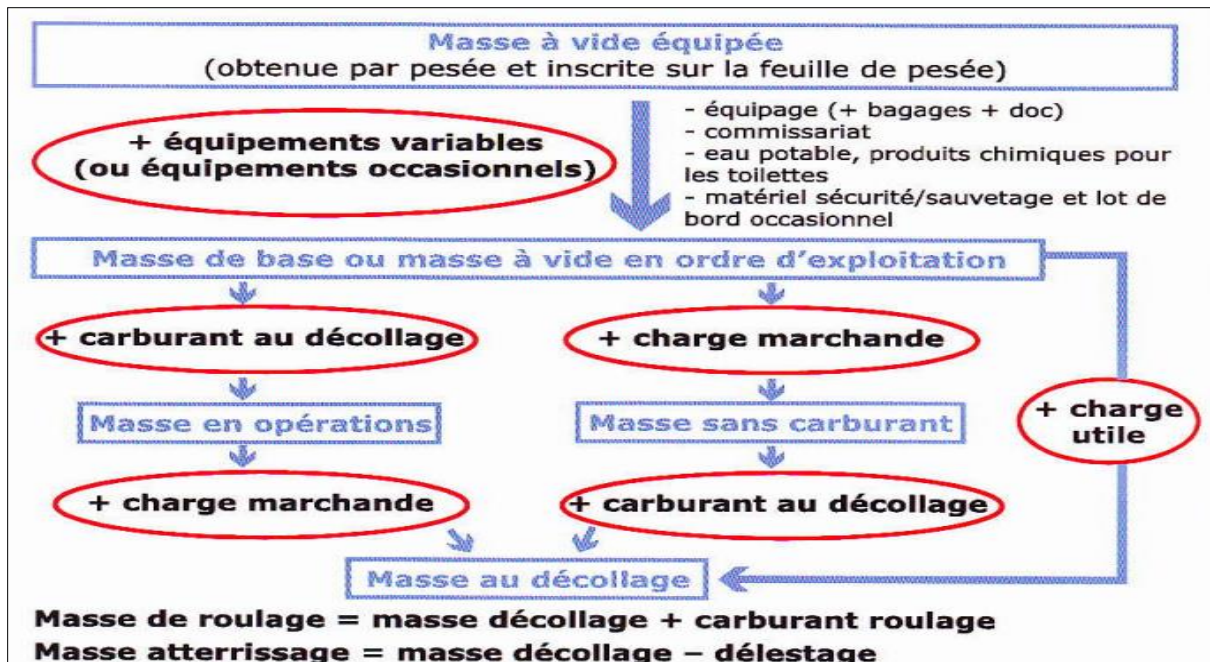 Masse à vide équipée
(obtenue par pesée et inscrite sur la feuille de pesée)
+ équipements variables
(ou équipements occasionnels)
- équipage (+ bagages + doc)
- commissariat
- eau potable, produits chimiques pour
les toilettes
- matériel sécurité/sauvetage et lot de
bord occasionnel
Masse de base ou masse à vide en ordre d'exploitation
+ carburant au décollage
+ charge marchande
+ charge
utile
Masse en opérations
Masse sans carburant
+ charge marchande
+ carburant au décollage
Masse au décollage
Masse de roulage = masse décollage + carburant roulage
Masse atterrissage = masse décollage – délestage